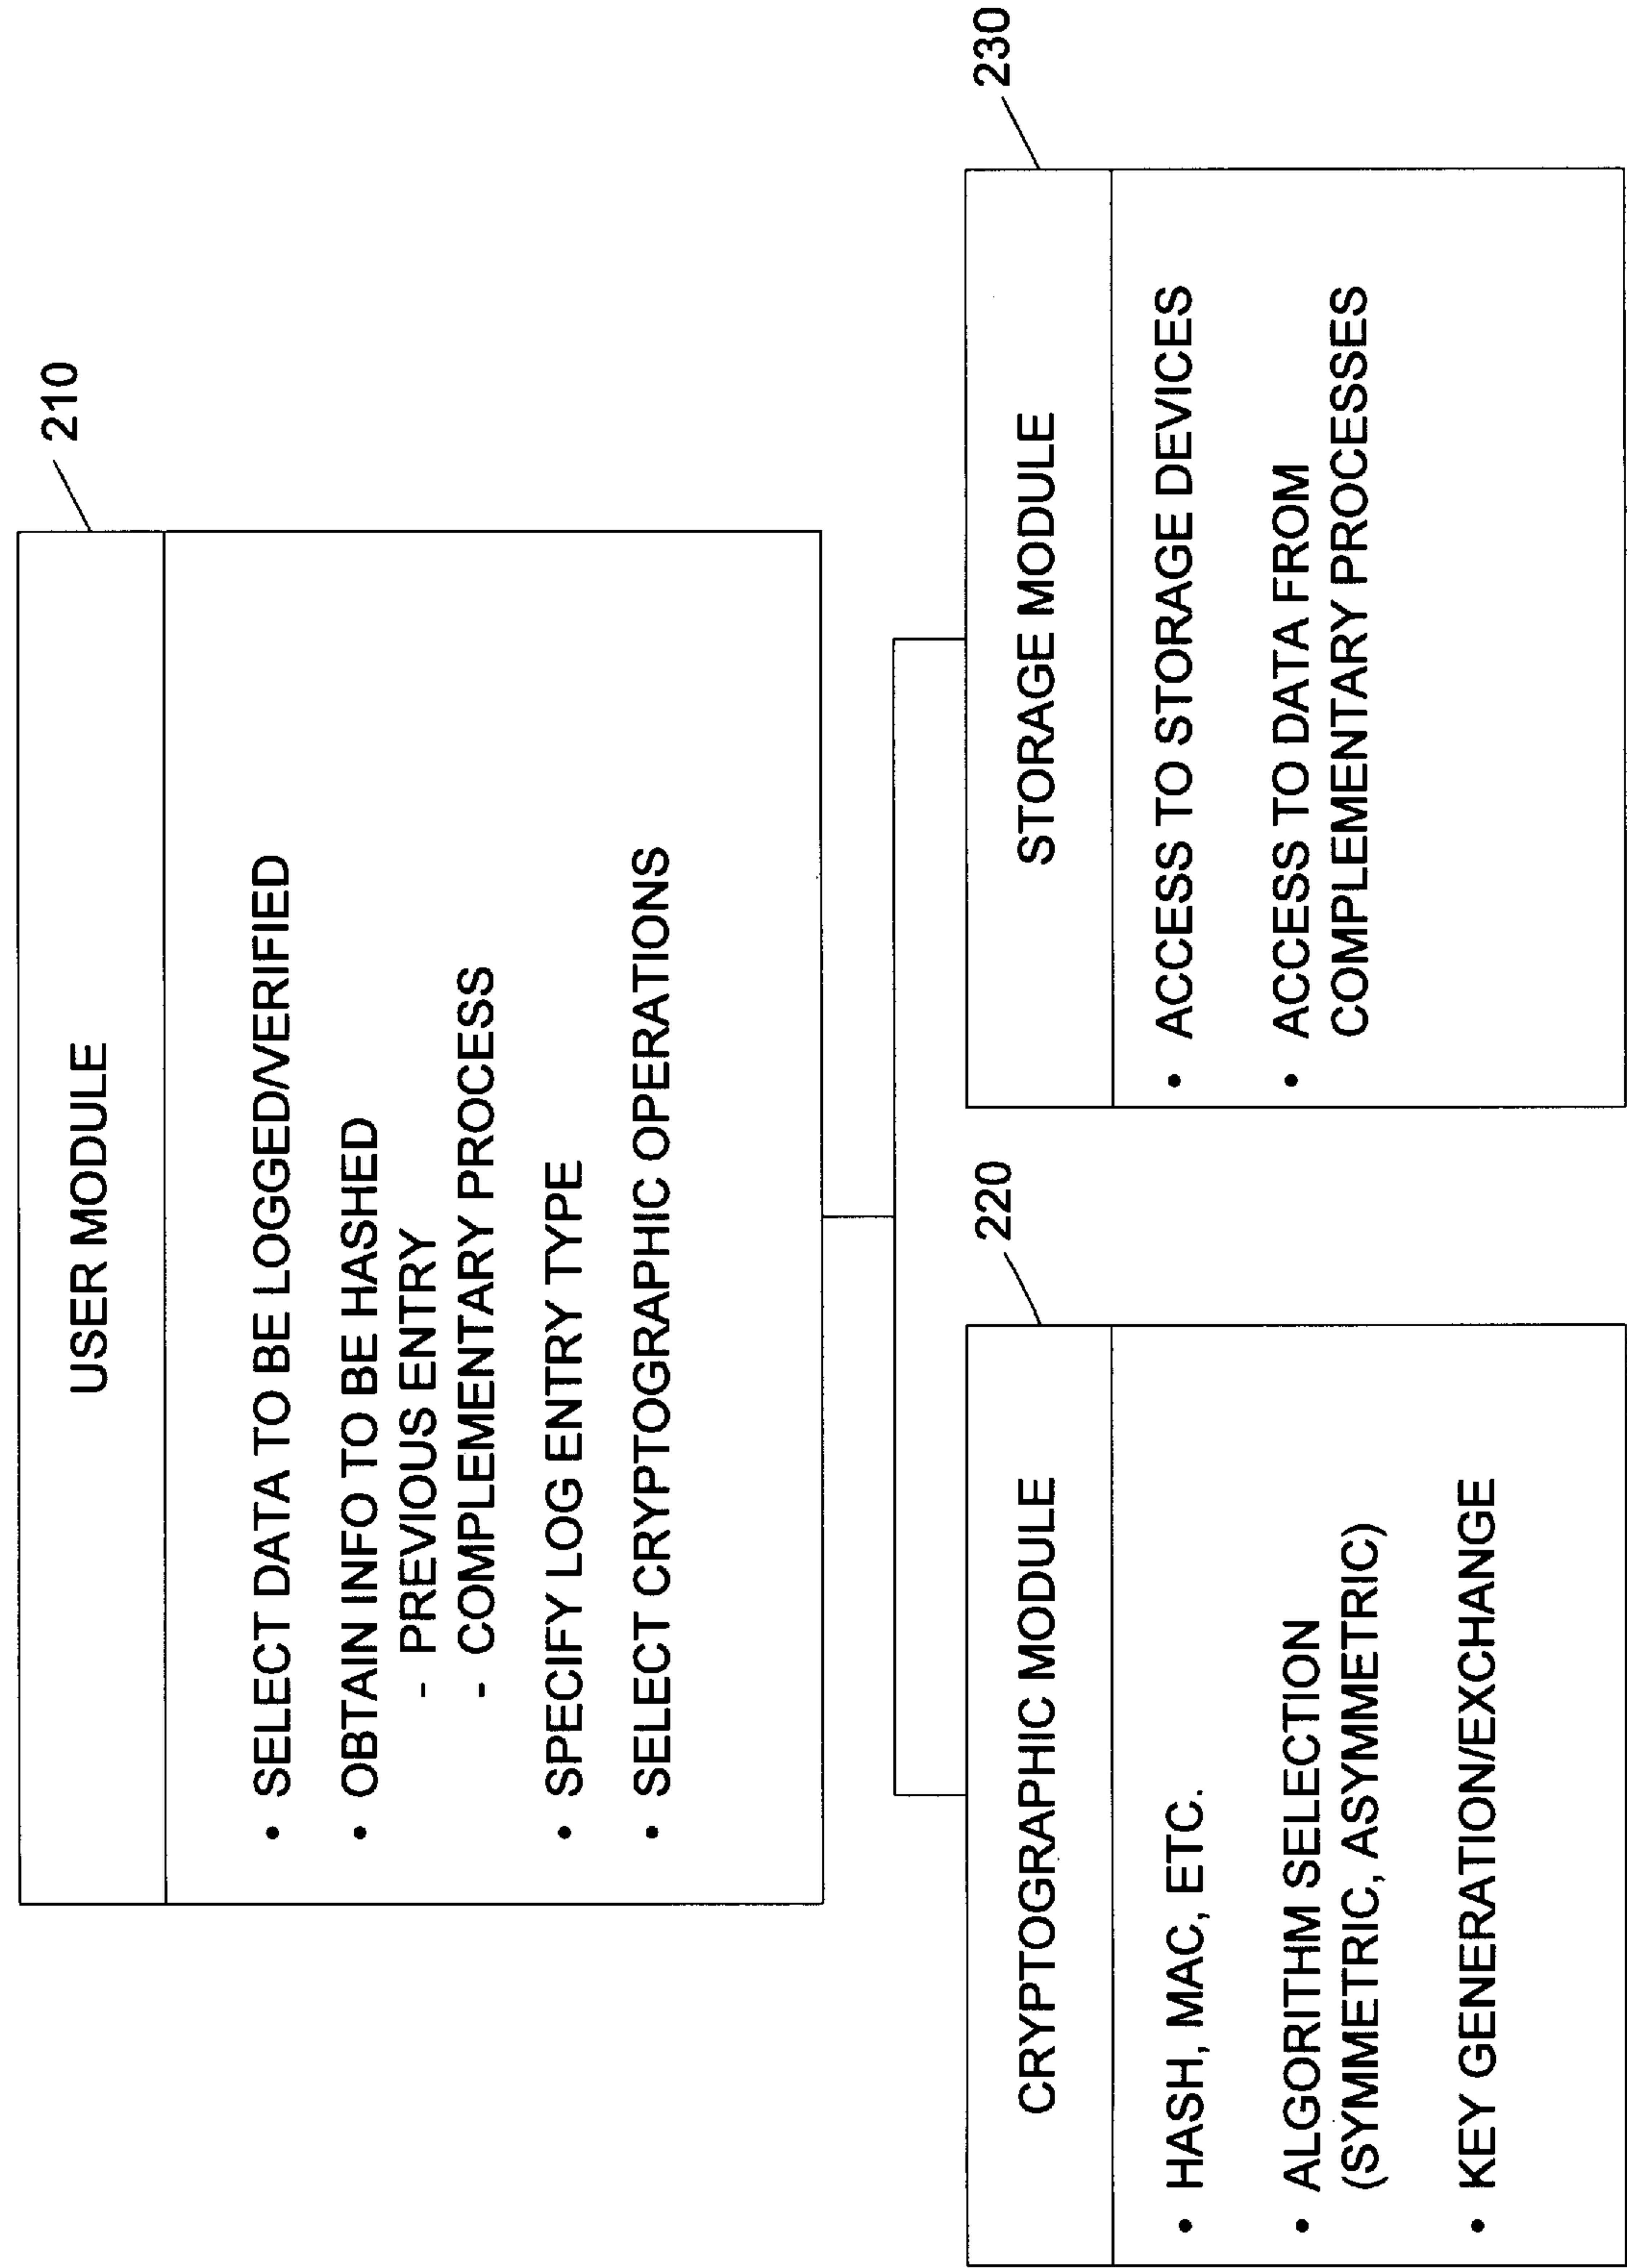 210
USER MODULE
• SELECT DATA TO BE LOGGED/VERIFIED
• OBTAIN INFO TO BE HASHED
- PREVIOUS ENTRY
- COMPLEMENTARY PROCESS
• SPECIFY LOG ENTRY TYPE
• SELECT CRYPTOGRAPHIC OPERATIONS
220
CRYPTOGRAPHIC MODULE
• HASH, MAC, ETC.
• ALGORITHM SELECTION
(SYMMETRIC, ASYMMETRIC)
• KEY GENERATION/EXCHANGE
230
STORAGE MODULE
• ACCESS TO STORAGE DEVICES
• ACCESS TO DATA FROM
COMPLEMENTARY PROCESSES